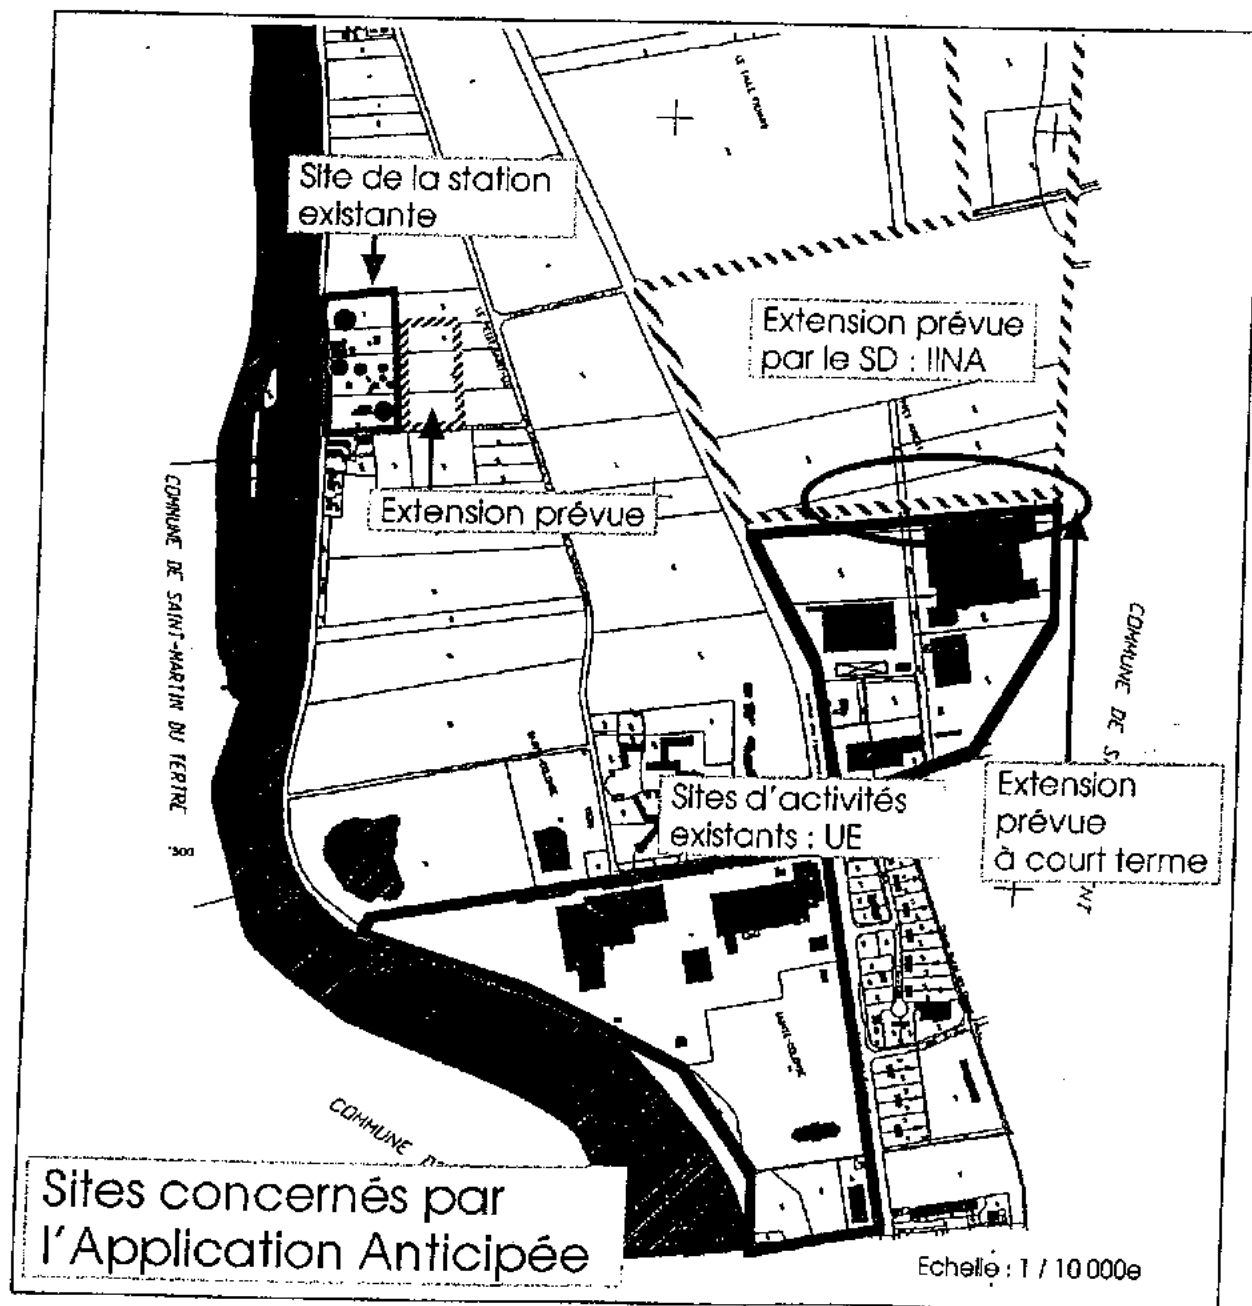 Site de la station
existante
Extension prévue
par le SD : IINA
Extension prévue
COMMUNE DE SAINT-MARTIN DU TERTRE
COMMUNE DE
Sites d'activités
existants : UE
Extension
prévue
à court terme
SAINTE-COLOMBE
COMMUNE
Sites concernés par
l'Application Anticipée
Echelle : 1 / 10 000e